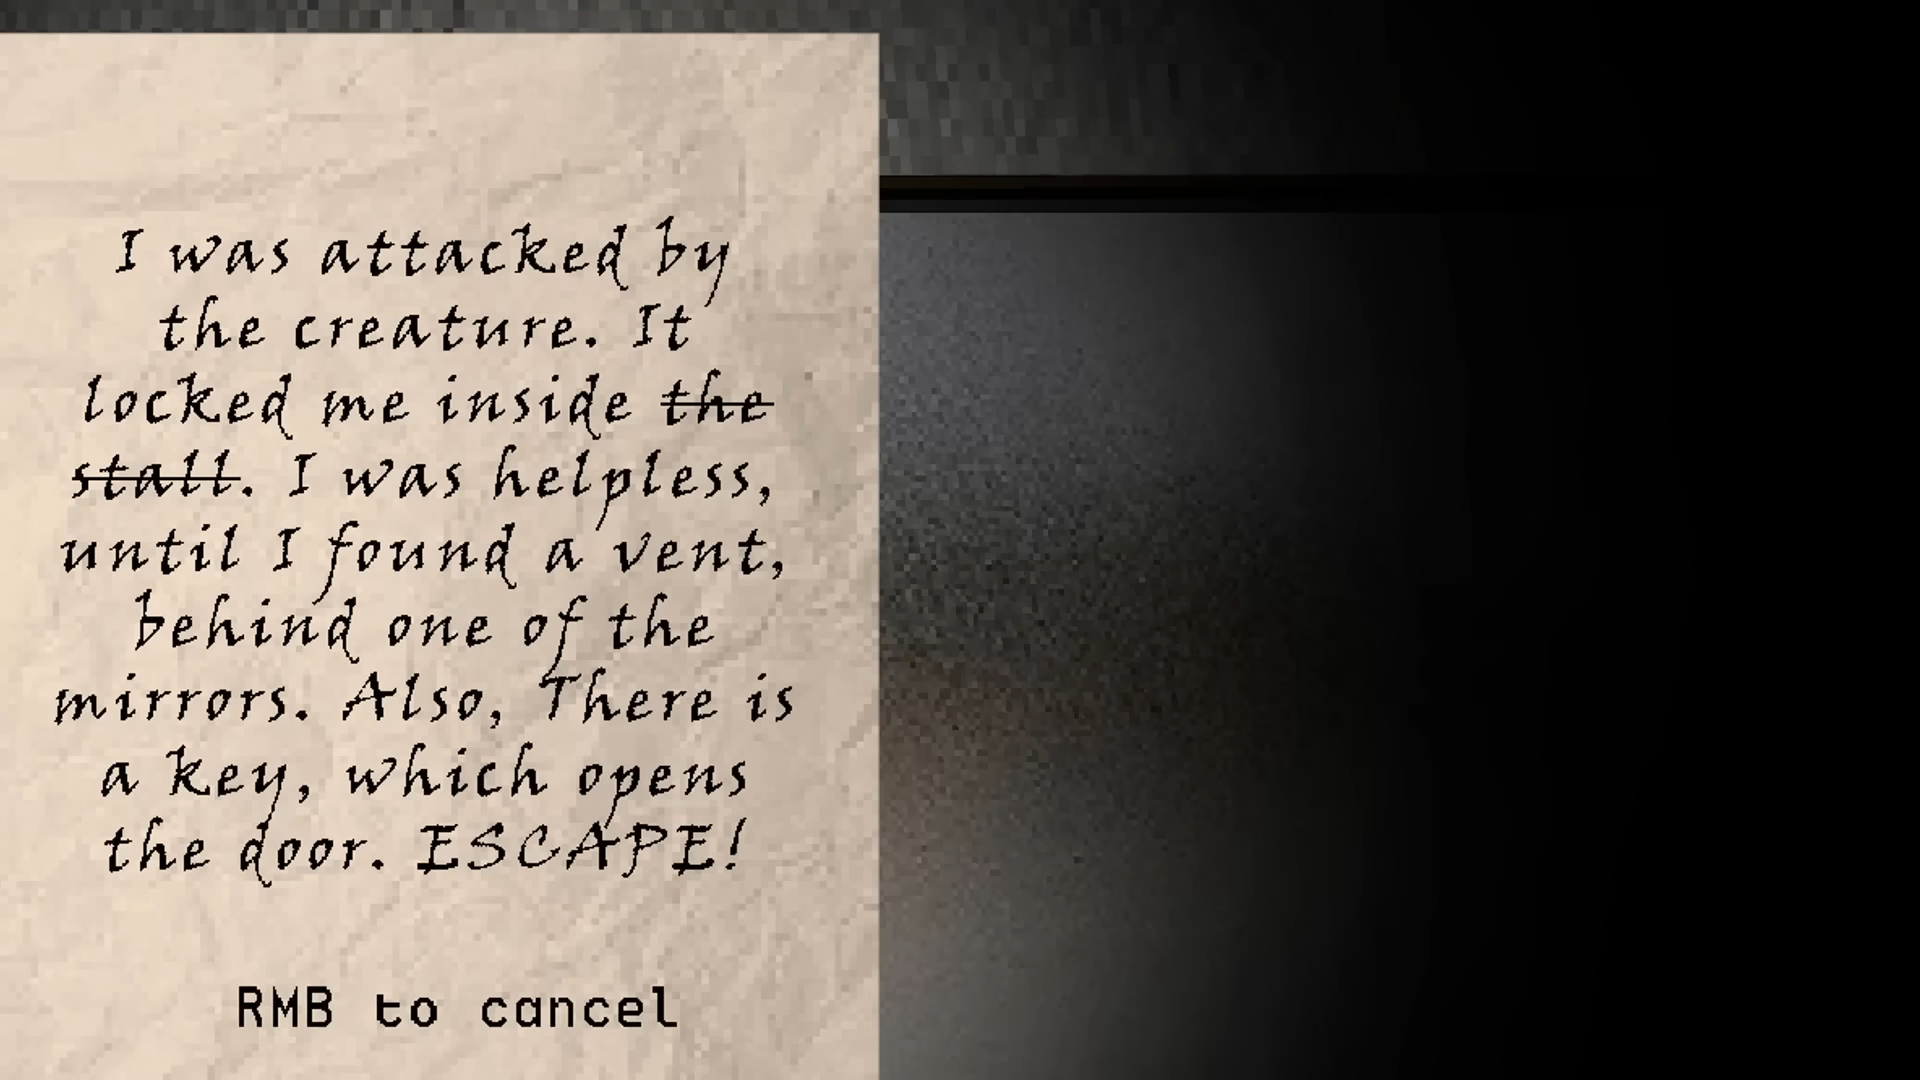 I was attacked by
the creature. It
locked me inside the
stall. I was helpless,
until I found a vent,
behind one of the
mirrors. Also, There is
a key, which opens
the door. ESCAPE!
RMB to cancel